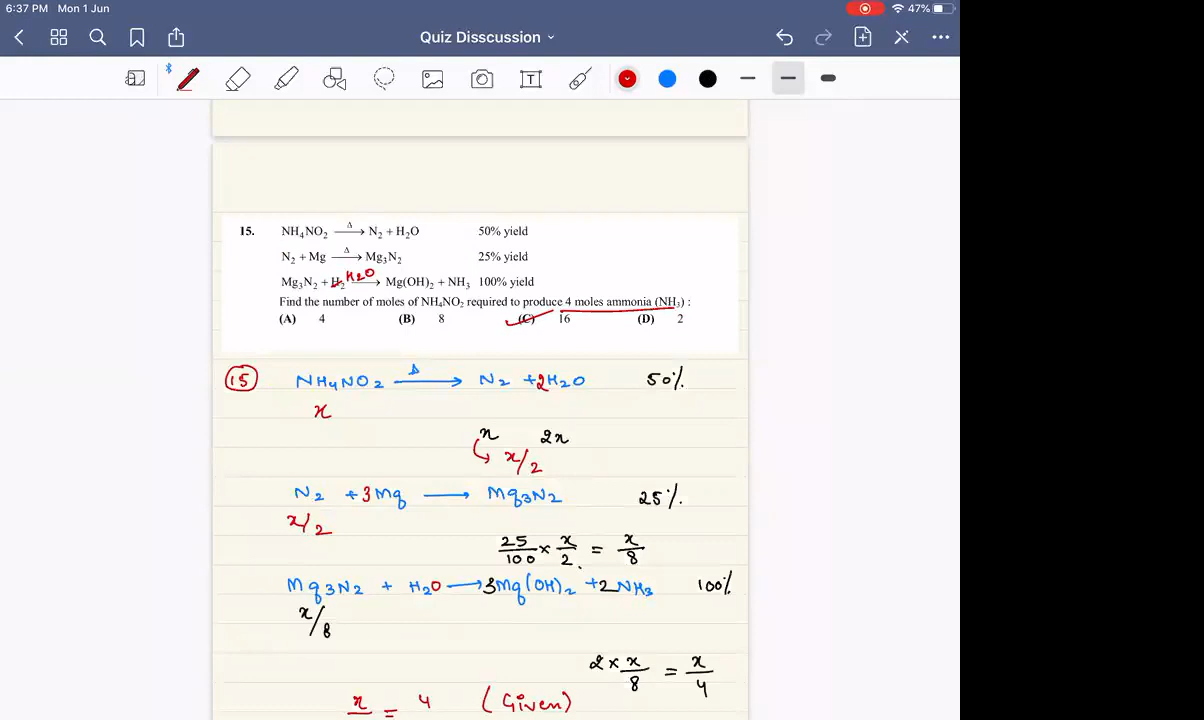 6:37 PM Mon 1 Jun
47%
Quiz Disscussion
T
15. NH₄NO₂ —Δ→ N₂ + H₂O 50% yield
N₂ + Mg —Δ→ Mg₃N₂ 25% yield
Mg₃N₂ + H₂ H2O ⟶ Mg(OH)₂ + NH₃ 100% yield
Find the number of moles of NH₄NO₂ required to produce 4 moles ammonia (NH₃) :
(A) 4 (B) 8 (C) 16 (D) 2
15 NH₄NO₂ —Δ→ N₂ + 2H₂O 50%.
x
x 2x
x/2
N₂ + 3Mg ⟶ Mg3N2 25%.
x/2
25/100 × x/2 = x/8
Mg3N2 + H₂O ⟶ 3Mg(OH)₂ + 2NH₃ 100%.
x/8
2 × x/8 = x/4
x = 4 (Given)